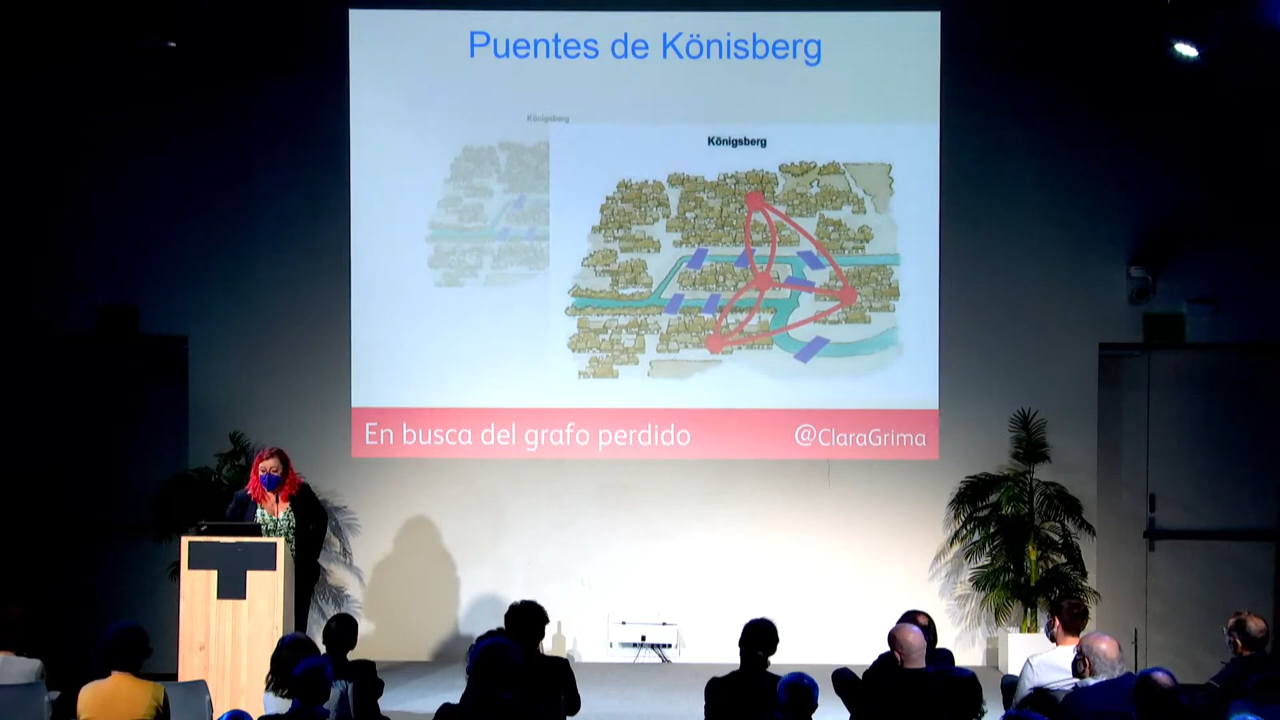 Puentes de Könisberg
Königsberg
Königsberg
En busca del grafo perdido
@ClaraGrima